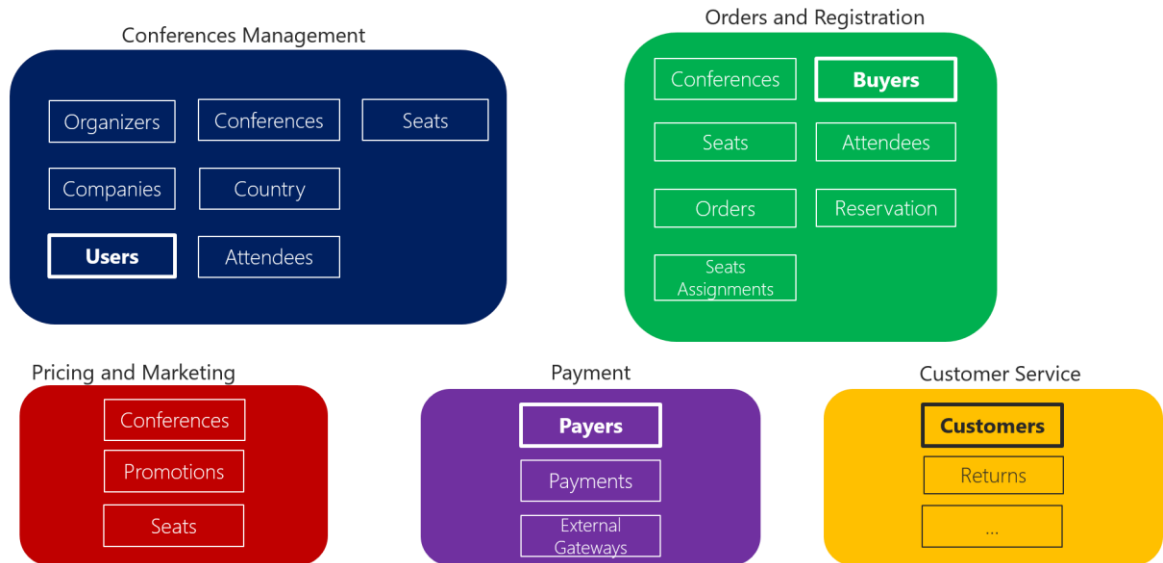 Conferences Management
Organizers
Conferences
Seats
Companies
Country
Users
Attendees
Orders and Registration
Conferences
Buyers
Seats
Attendees
Orders
Reservation
Seats
Assignments
Pricing and Marketing
Conferences
Promotions
Seats
Payment
Payers
Payments
External
Gateways
Customer Service
Customers
Returns
...